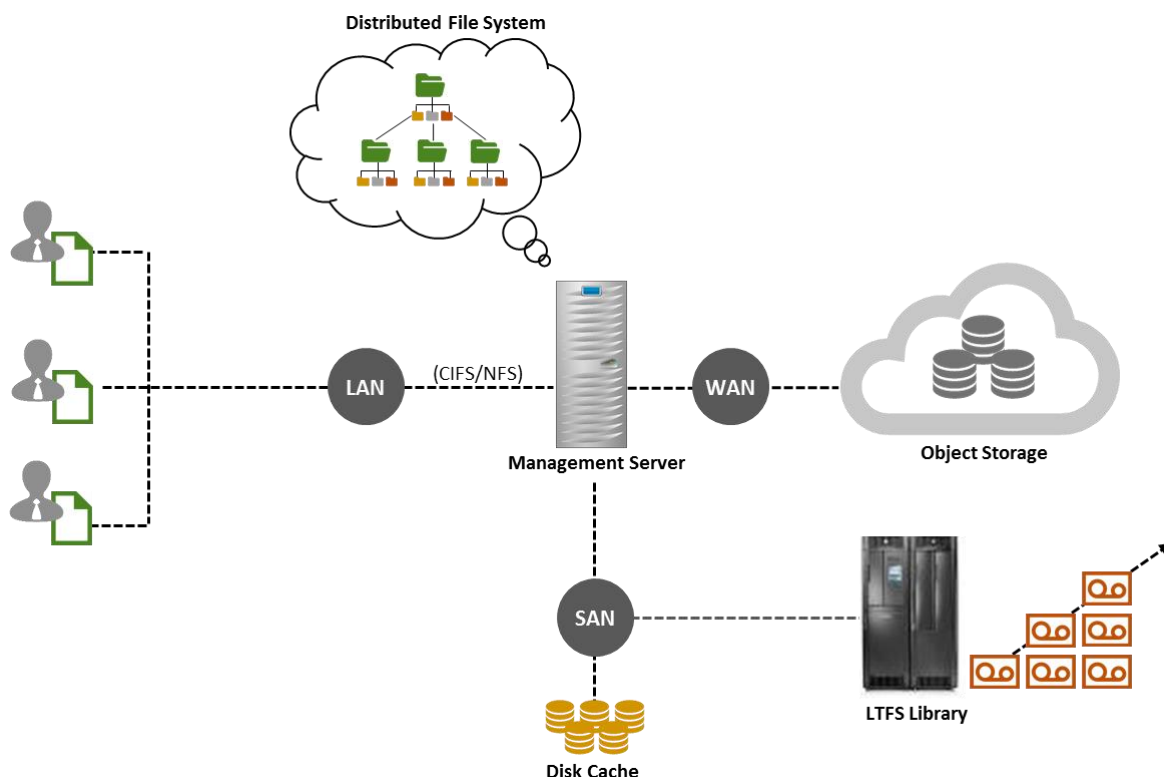 Distributed File System
LAN
(CIFS/NFS)
WAN
Management Server
Object Storage
SAN
LTFS Library
Disk Cache